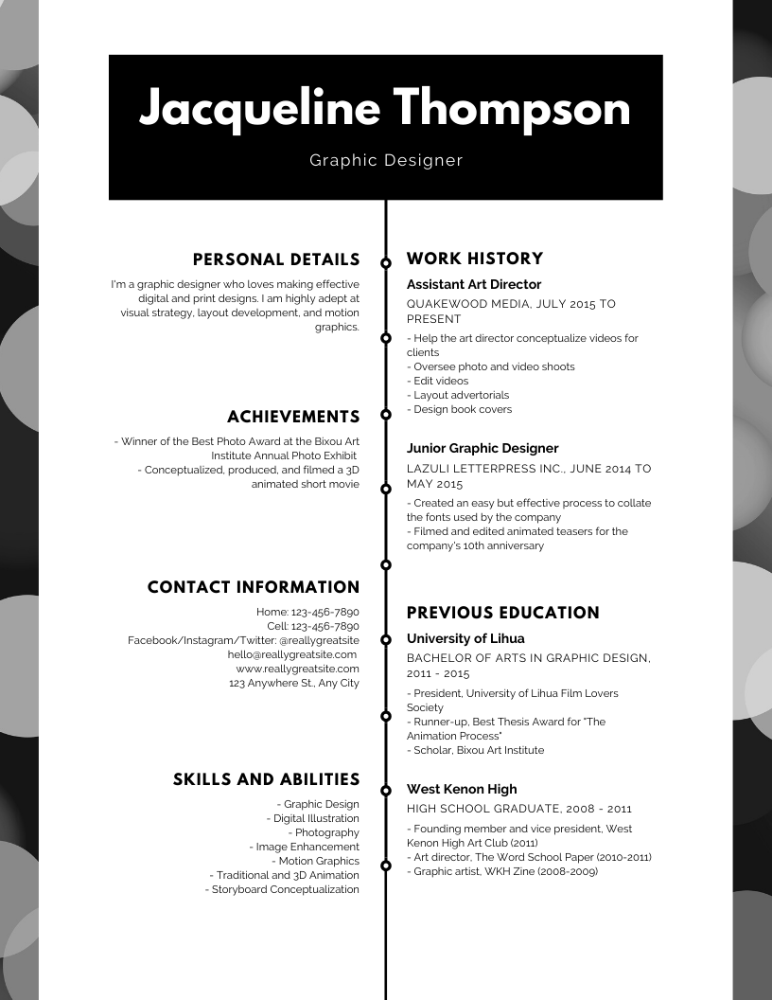 Jacqueline Thompson
Graphic Designer
PERSONAL DETAILS
I'm a graphic designer who loves making effective
digital and print designs. I am highly adept at
visual strategy, layout development, and motion
graphics.
ACHIEVEMENTS
- Winner of the Best Photo Award at the Bixou Art
Institute Annual Photo Exhibit
- Conceptualized, produced, and filmed a 3D
animated short movie
CONTACT INFORMATION
Home: 123-456-7890
Cell: 123-456-7890
Facebook/Instagram/Twitter: @reallygreatsite
hello@reallygreatsite.com
www.reallygreatsite.com
123 Anywhere St., Any City
SKILLS AND ABILITIES
- Graphic Design
- Digital Illustration
- Photography
- Image Enhancement
- Motion Graphics
- Traditional and 3D Animation
- Storyboard Conceptualization
WORK HISTORY
Assistant Art Director
QUAKEWOOD MEDIA, JULY 2015 TO
PRESENT
- Help the art director conceptualize videos for
clients
- Oversee photo and video shoots
- Edit videos
- Layout advertorials
- Design book covers
Junior Graphic Designer
LAZULI LETTERPRESS INC., JUNE 2014 TO
MAY 2015
- Created an easy but effective process to collate
the fonts used by the company
- Filmed and edited animated teasers for the
company's 10th anniversary
PREVIOUS EDUCATION
University of Lihua
BACHELOR OF ARTS IN GRAPHIC DESIGN,
2011 - 2015
- President, University of Lihua Film Lovers
Society
- Runner-up, Best Thesis Award for "The
Animation Process"
- Scholar, Bixou Art Institute
West Kenon High
HIGH SCHOOL GRADUATE, 2008 - 2011
- Founding member and vice president, West
Kenon High Art Club (2011)
- Art director, The Word School Paper (2010-2011)
- Graphic artist, WKH Zine (2008-2009)